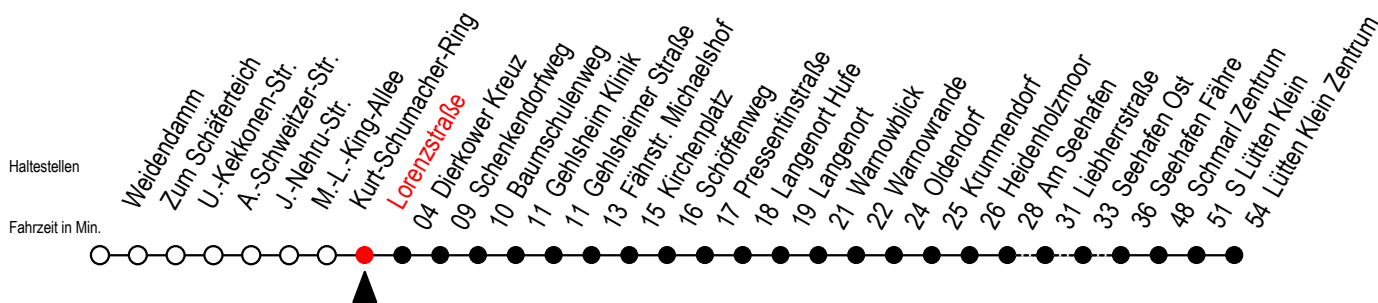 Haltestellen
Fahrzeit in Min.
Weidendamm
Zum Schäferteich
U.-Kekkonen-Str.
A.-Schweitzer-Str.
J.-Nehru-Str.
M.-L.-King-Allee
Kurt-Schumacher-Ring
Lorenzstraße
04 Dierkower Kreuz
09 Schenkendorfweg
10 Baumschulenweg
11 Gehlsheim Klinik
11 Gehlsheimer Straße
13 Fährstr. Michaelshof
15 Kirchenplatz
16 Schöffenweg
17 Pressentinstraße
18 Langenort Hufe
19 Langenort
21 Warnowblick
22 Warnowrande
24 Oldendorf
25 Krummendorf
26 Heidenholzmoor
28 Am Seehafen
31 Liebherrstraße
33 Seehafen Ost
36 Seehafen Fähre
48 Schmarl Zentrum
51 S Lütten Klein
54 Lütten Klein Zentrum